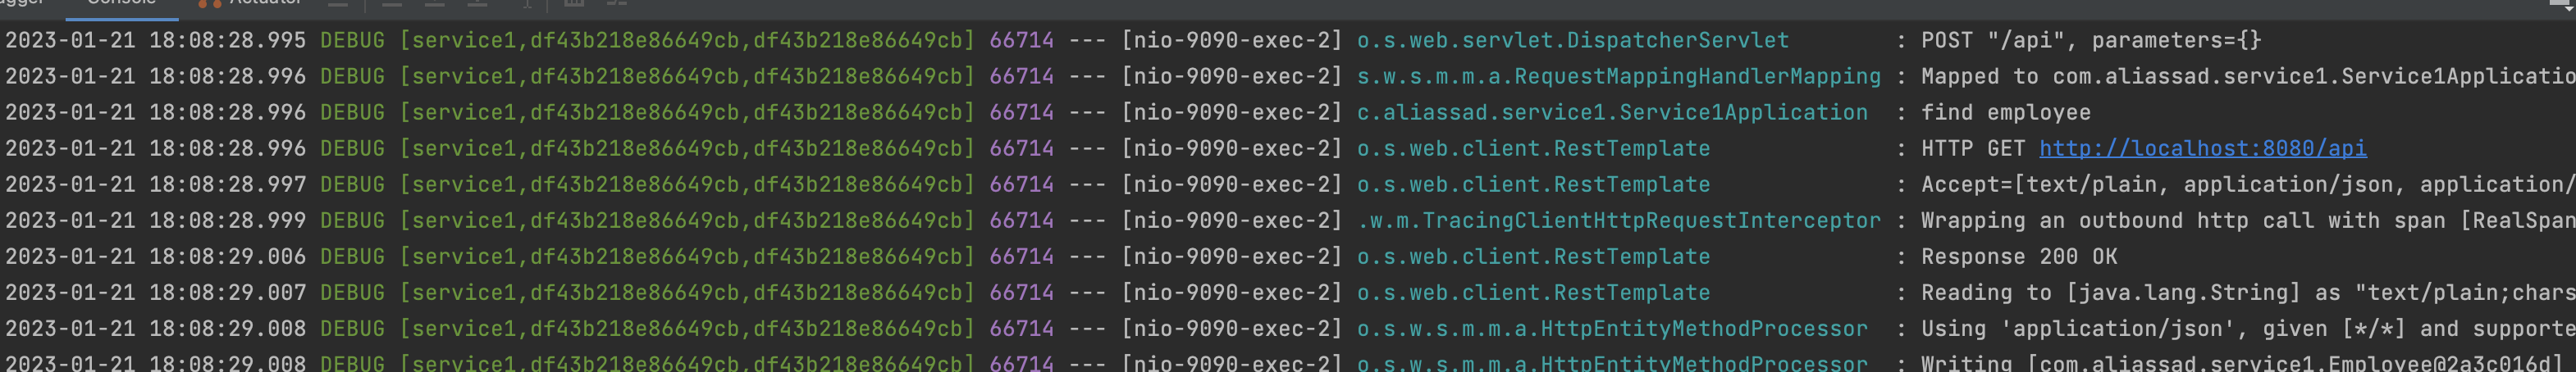 Console Actuator
2023-01-21 18:08:28.995 DEBUG [service1,df43b218e86649cb,df43b218e86649cb] 66714 --- [nio-9090-exec-2] o.s.web.servlet.DispatcherServlet : POST "/api", parameters={}
2023-01-21 18:08:28.996 DEBUG [service1,df43b218e86649cb,df43b218e86649cb] 66714 --- [nio-9090-exec-2] s.w.s.m.m.a.RequestMappingHandlerMapping : Mapped to com.aliassad.service1.Service1Applicatio
2023-01-21 18:08:28.996 DEBUG [service1,df43b218e86649cb,df43b218e86649cb] 66714 --- [nio-9090-exec-2] c.aliassad.service1.Service1Application : find employee
2023-01-21 18:08:28.996 DEBUG [service1,df43b218e86649cb,df43b218e86649cb] 66714 --- [nio-9090-exec-2] o.s.web.client.RestTemplate : HTTP GET http://localhost:8080/api
2023-01-21 18:08:28.997 DEBUG [service1,df43b218e86649cb,df43b218e86649cb] 66714 --- [nio-9090-exec-2] o.s.web.client.RestTemplate : Accept=[text/plain, application/json, application/
2023-01-21 18:08:28.999 DEBUG [service1,df43b218e86649cb,df43b218e86649cb] 66714 --- [nio-9090-exec-2] .w.m.TracingClientHttpRequestInterceptor : Wrapping an outbound http call with span [RealSpan
2023-01-21 18:08:29.006 DEBUG [service1,df43b218e86649cb,df43b218e86649cb] 66714 --- [nio-9090-exec-2] o.s.web.client.RestTemplate : Response 200 OK
2023-01-21 18:08:29.007 DEBUG [service1,df43b218e86649cb,df43b218e86649cb] 66714 --- [nio-9090-exec-2] o.s.web.client.RestTemplate : Reading to [java.lang.String] as "text/plain;chars
2023-01-21 18:08:29.008 DEBUG [service1,df43b218e86649cb,df43b218e86649cb] 66714 --- [nio-9090-exec-2] o.s.w.s.m.m.a.HttpEntityMethodProcessor : Using 'application/json', given [*/*] and supporte
2023-01-21 18:08:29.008 DEBUG [service1,df43b218e86649cb,df43b218e86649cb] 66714 --- [nio-9090-exec-2] o.s.w.s.m.m.a.HttpEntityMethodProcessor : Writing [com.aliassad.service1.Employee@2a3c016d]